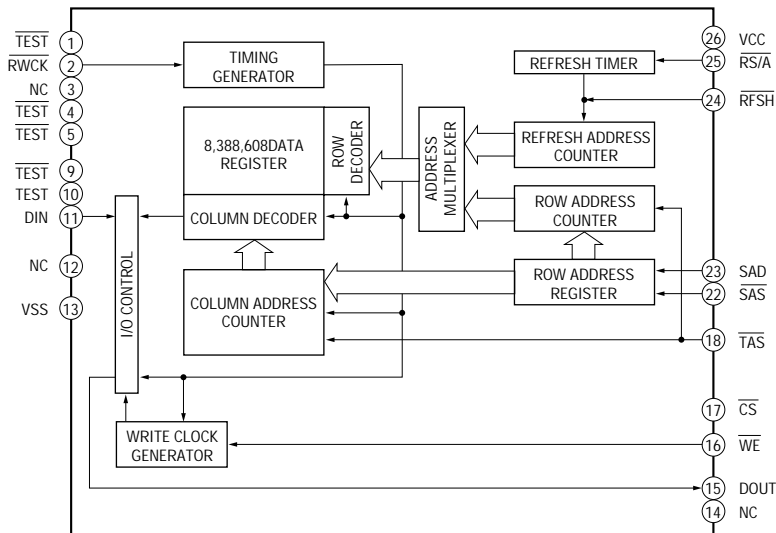 TEST 1
RWCK 2
NC 3
TEST 4
TEST 5
TEST 9
TEST 10
DIN 11
NC 12
VSS 13
TIMING
GENERATOR
8,388,608DATA
REGISTER
ROW
DECODER
COLUMN DECODER
COLUMN ADDRESS
COUNTER
I/O CONTROL
WRITE CLOCK
GENERATOR
ADDRESS
MULTIPLEXER
REFRESH TIMER
REFRESH ADDRESS
COUNTER
ROW ADDRESS
COUNTER
ROW ADDRESS
REGISTER
26 VCC
25 RS/A
24 RFSH
23 SAD
22 SAS
18 TAS
17 CS
16 WE
15 DOUT
14 NC